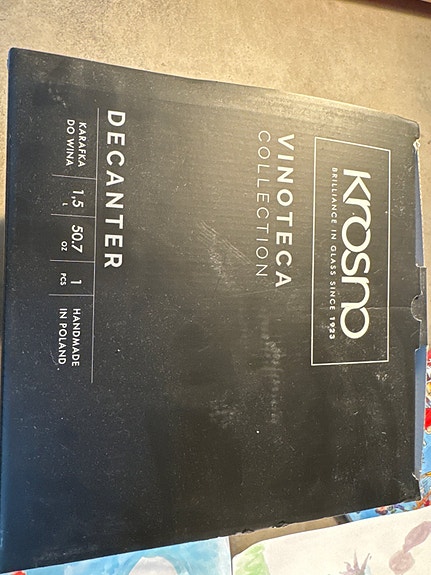 krosno
BRILLIANCE IN GLASS SINCE 1923
VINOTECA
COLLECTION
DECANTER
KARAFKA
DO WINA
1,5
L
50.7
OZ
1
PCS
HANDMADE
IN POLAND